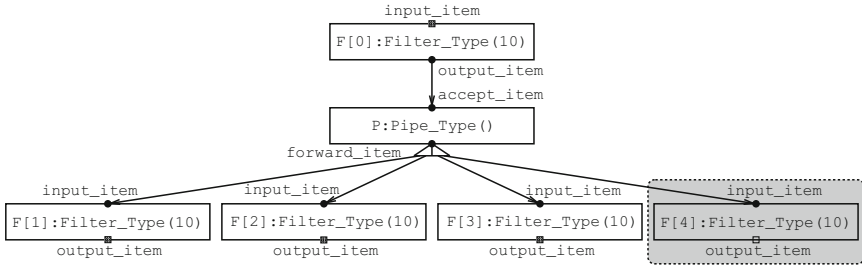 input_item
F[0]:Filter_Type(10)
output_item
accept_item
P:Pipe_Type()
forward_item
input_item input_item input_item input_item
F[1]:Filter_Type(10) F[2]:Filter_Type(10) F[3]:Filter_Type(10) F[4]:Filter_Type(10)
output_item output_item output_item output_item